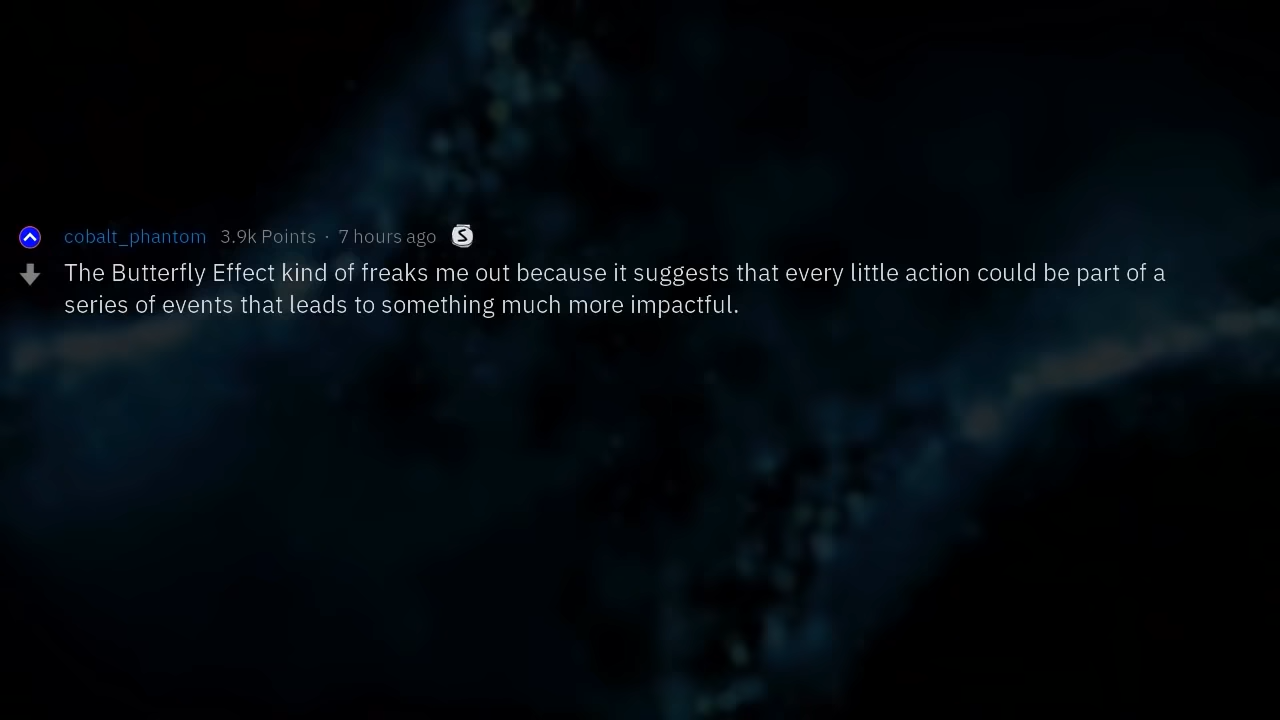 cobalt_phantom 3.9k Points · 7 hours ago S
The Butterfly Effect kind of freaks me out because it suggests that every little action could be part of a
series of events that leads to something much more impactful.